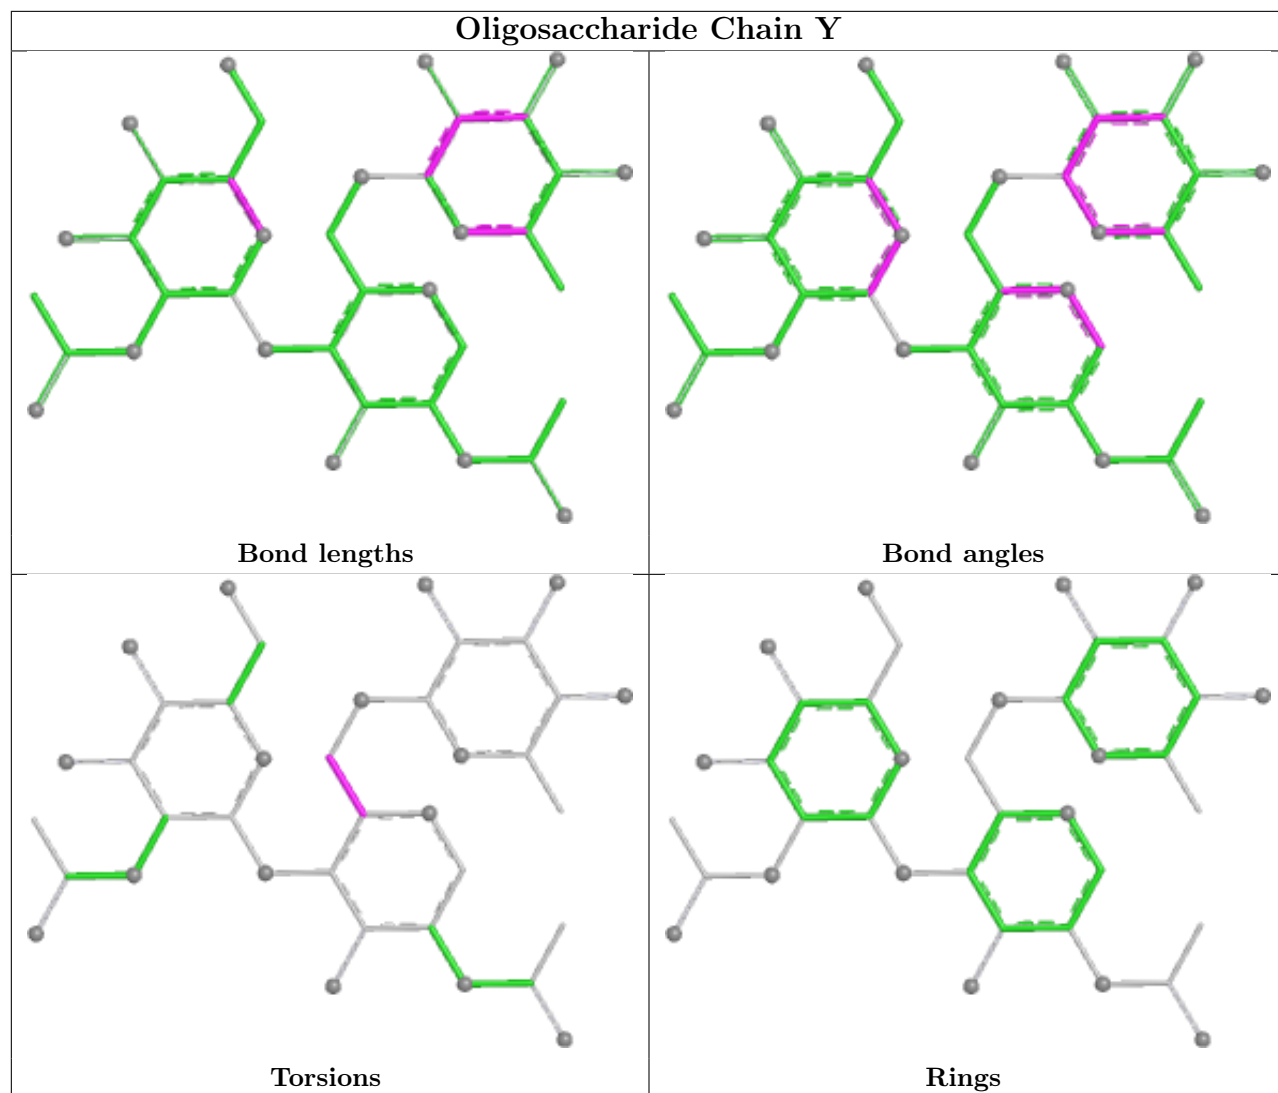 Oligosaccharide Chain Y
Bond lengths
Bond angles
Torsions
Rings